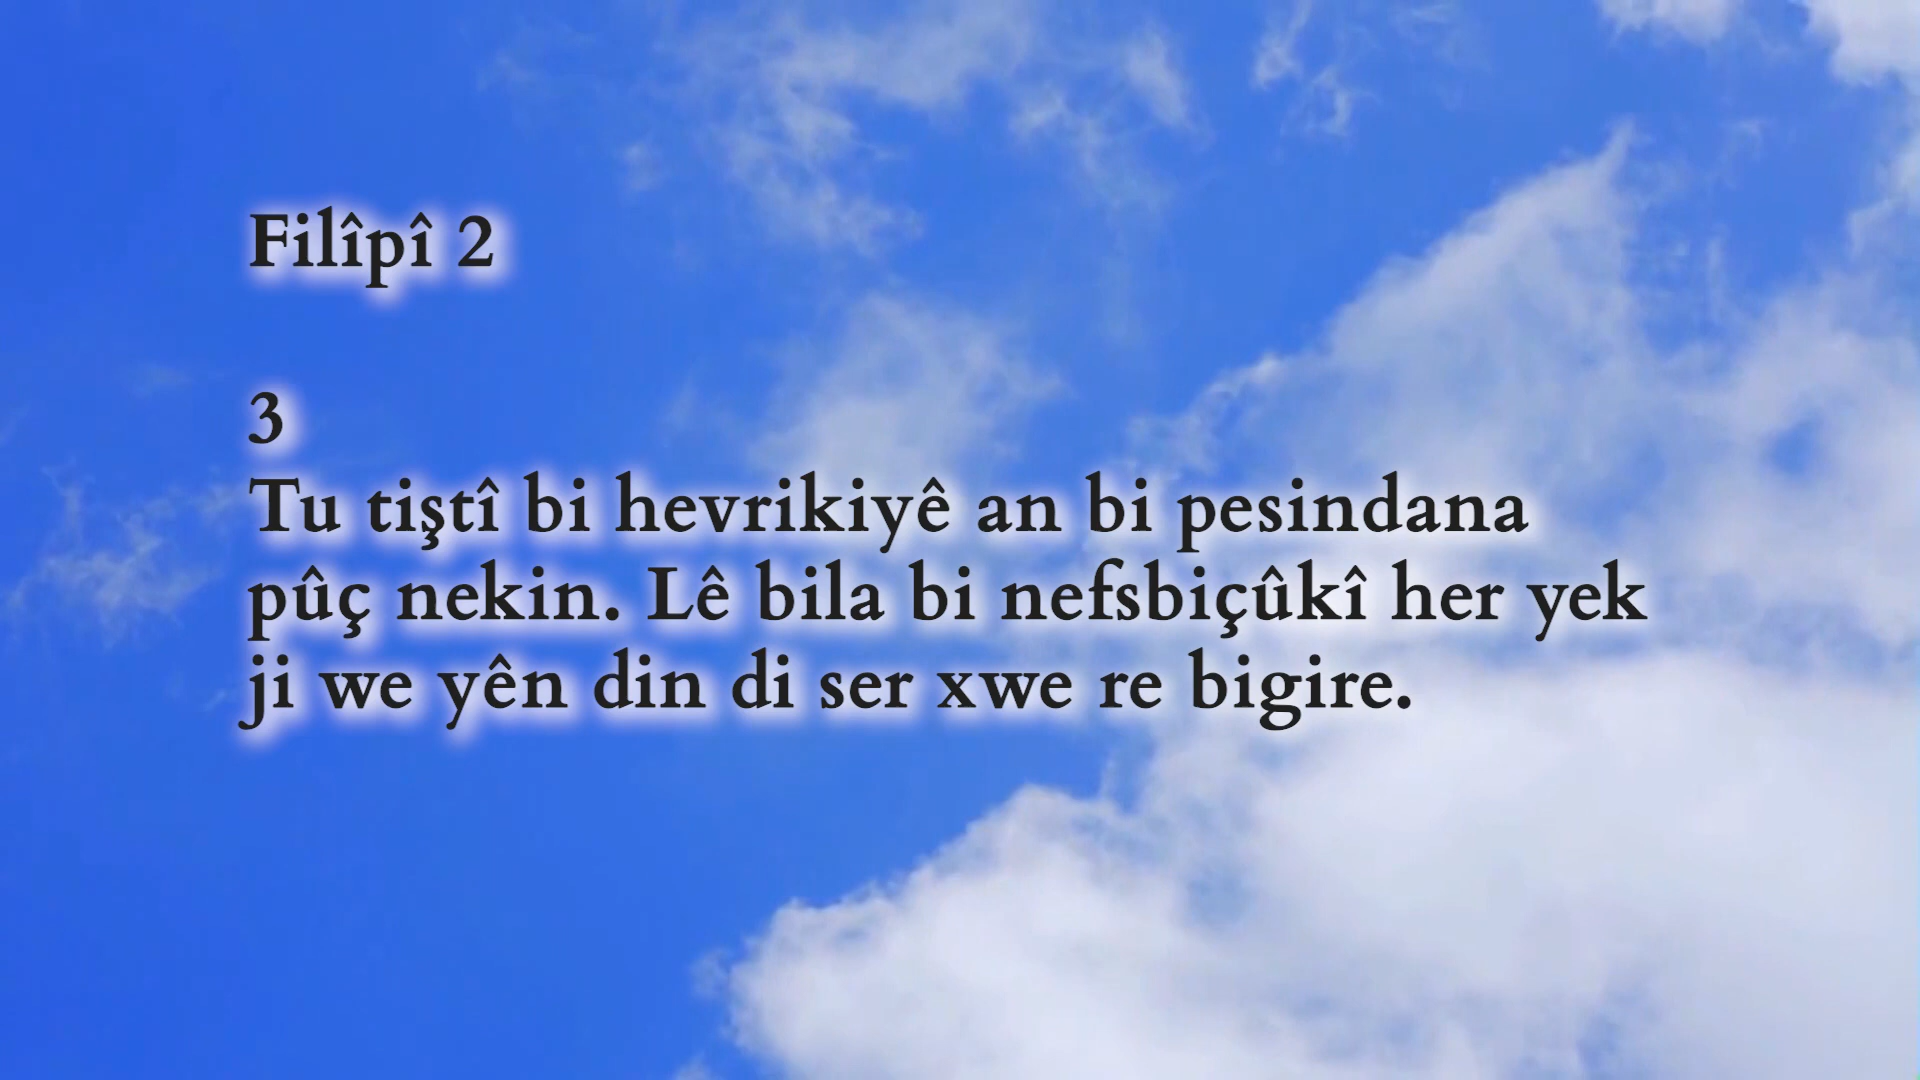 Filîpî 2
3
Tu tiştî bi hevrikiyê an bi pesindana
pûç nekin. Lê bila bi nefsbiçûkî her yek
ji we yên din di ser xwe re bigire.